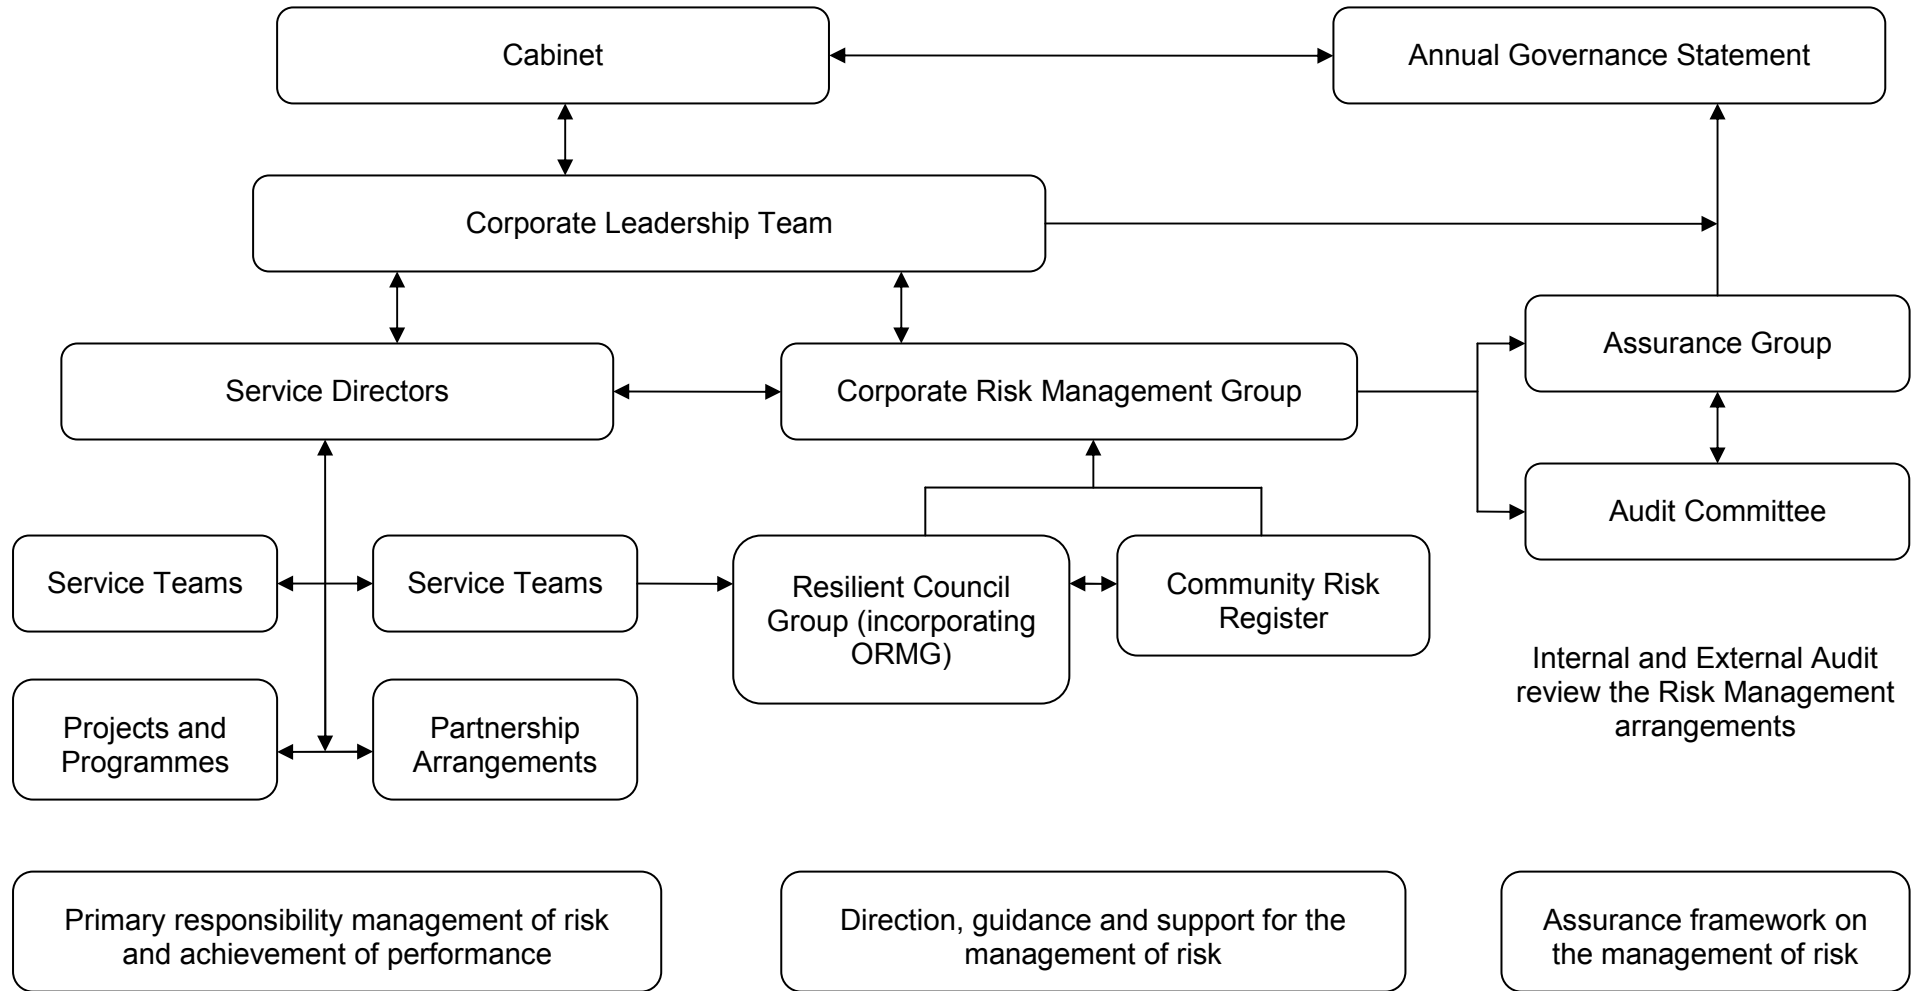 Cabinet
Annual Governance Statement
Corporate Leadership Team
Assurance Group
Service Directors
Corporate Risk Management Group
Audit Committee
Service Teams
Service Teams
Resilient Council
Group (incorporating
ORMG)
Community Risk
Register
Internal and External Audit
review the Risk Management
arrangements
Projects and
Programmes
Partnership
Arrangements
Primary responsibility management of risk
and achievement of performance
Direction, guidance and support for the
management of risk
Assurance framework on
the management of risk